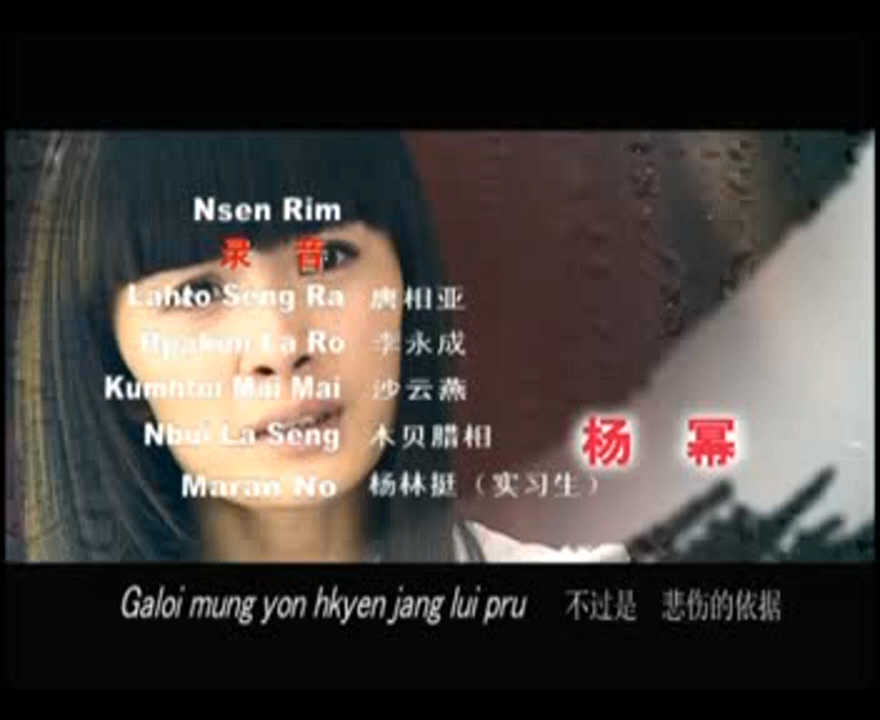 Nsen Rim
录 音
Lahto Seng Ra 唐相亚
La Ro 李永成
Kumhtoi Mai Mai 沙云燕
Nbui La Seng 木贝腊相
Maran No 杨林挺（实习生）
杨 幂
Galoi mung yon hkyen jang lui pru 不过是 悲伤的依据